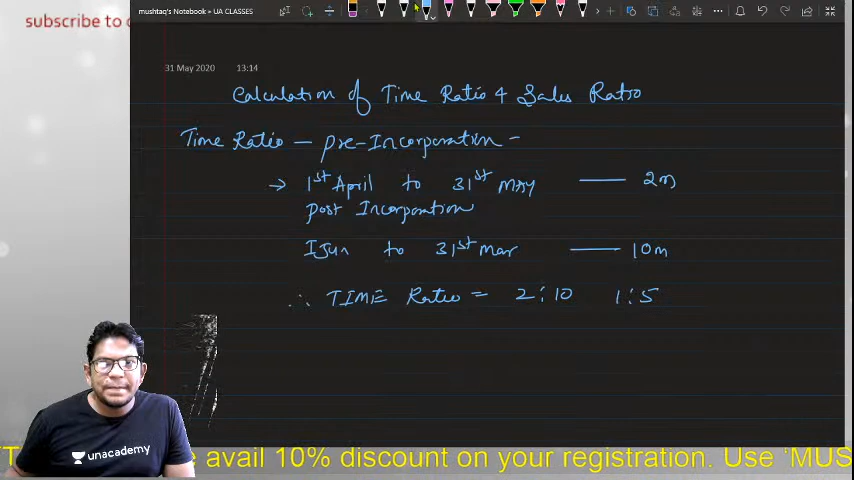 subscribe to
mushtaq's Notebook » UA CLASSES
31 May 2020 13:14
Calculation of Time Ratio & Sales Ratio
Time Ratio — pre-Incorporation -
→ 1st April to 31st May —— 2m
post Incorporation
1Jun to 31st Mar —— 10m
∴ TIME Ratio = 2:10 1:5
unacademy
avail 10% discount on your registration. Use 'MUS